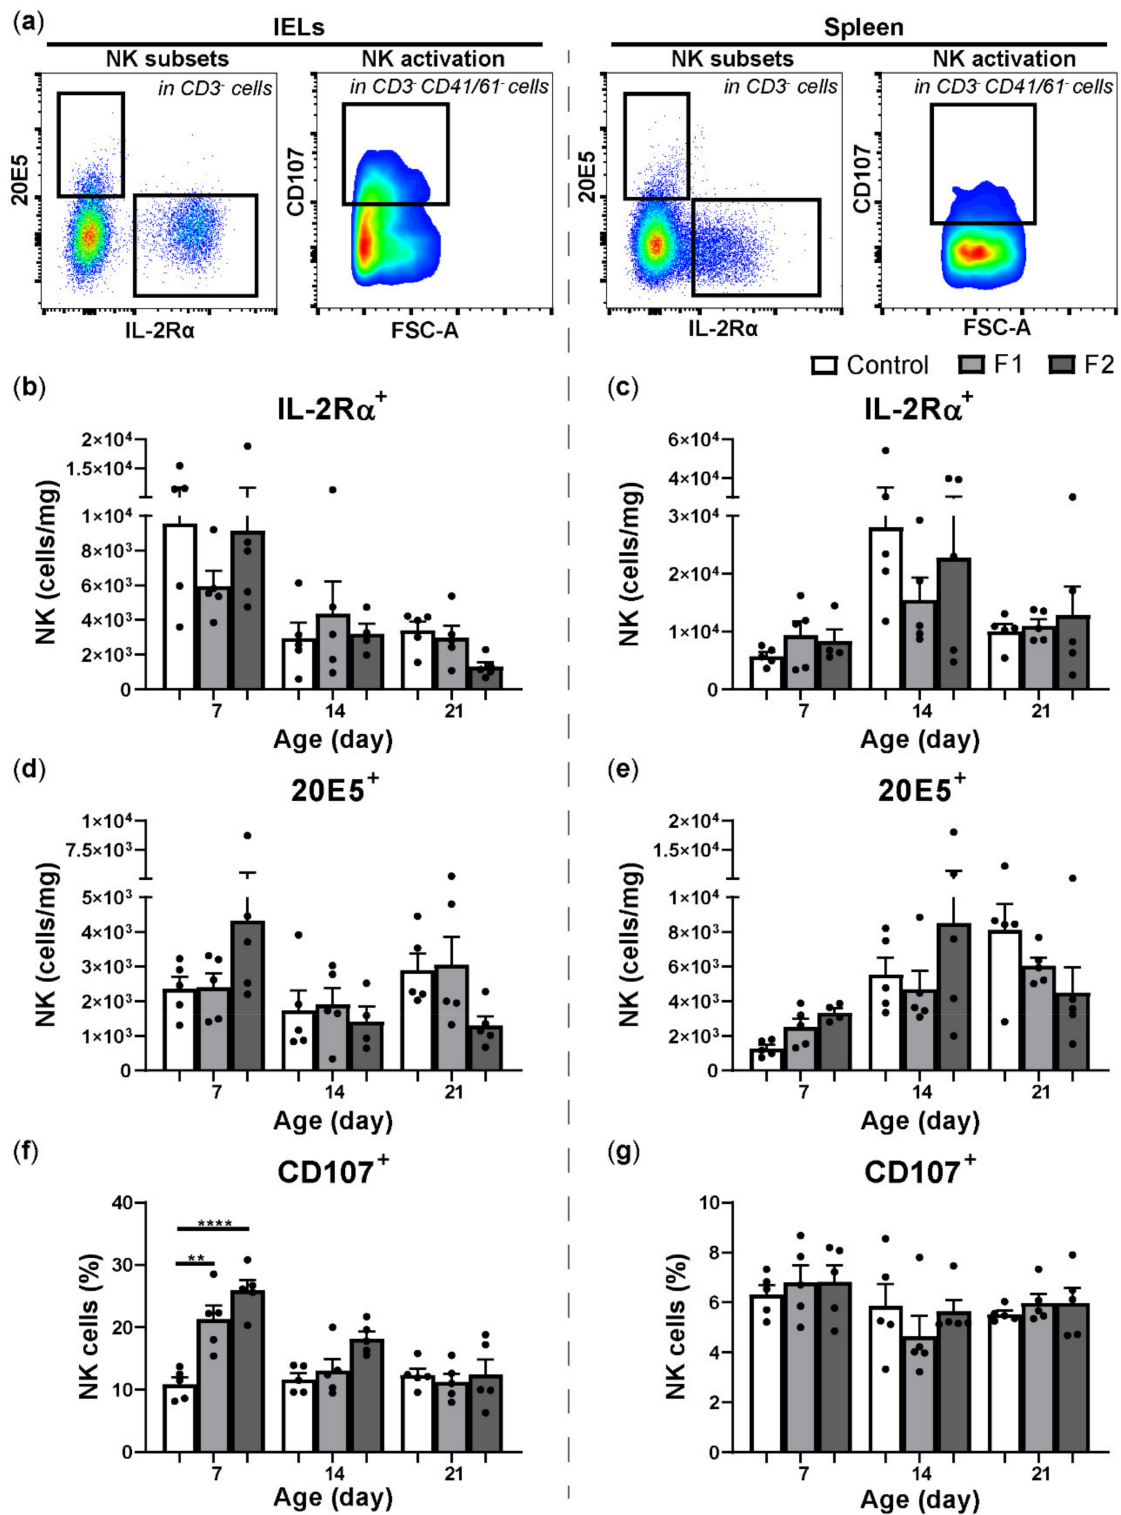 (a)
IELs
Spleen
NK subsets
NK activation
NK subsets
NK activation
in CD3⁻ cells
in CD3⁻ CD41/61⁻ cells
in CD3⁻ cells
in CD3⁻ CD41/61⁻ cells
20E5
CD107
20E5
CD107
IL-2Rα
FSC-A
IL-2Rα
FSC-A
Control
F1
F2
(b)
IL-2Rα⁺
NK (cells/mg)
2×10⁴
1.5×10⁴
1×10⁴
8×10³
6×10³
4×10³
2×10³
0
7
14
21
Age (day)
(c)
IL-2Rα⁺
NK (cells/mg)
6×10⁴
4×10⁴
3×10⁴
2×10⁴
1×10⁴
0
7
14
21
Age (day)
(d)
20E5⁺
NK (cells/mg)
1×10⁴
7.5×10³
5×10³
4×10³
3×10³
2×10³
1×10³
0
7
14
21
Age (day)
(e)
20E5⁺
NK (cells/mg)
2×10⁴
1.5×10⁴
1×10⁴
8×10³
6×10³
4×10³
2×10³
0
7
14
21
Age (day)
(f)
CD107⁺
NK cells (%)
40
30
20
10
0
****
**
7
14
21
Age (day)
(g)
CD107⁺
NK cells (%)
10
8
6
4
2
0
7
14
21
Age (day)